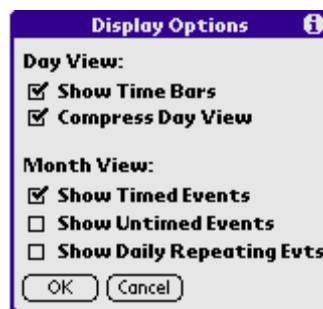 Display Options
Day View:
Show Time Bars
Compress Day View
Month View:
Show Timed Events
Show Untimed Events
Show Daily Repeating Evts
OK Cancel